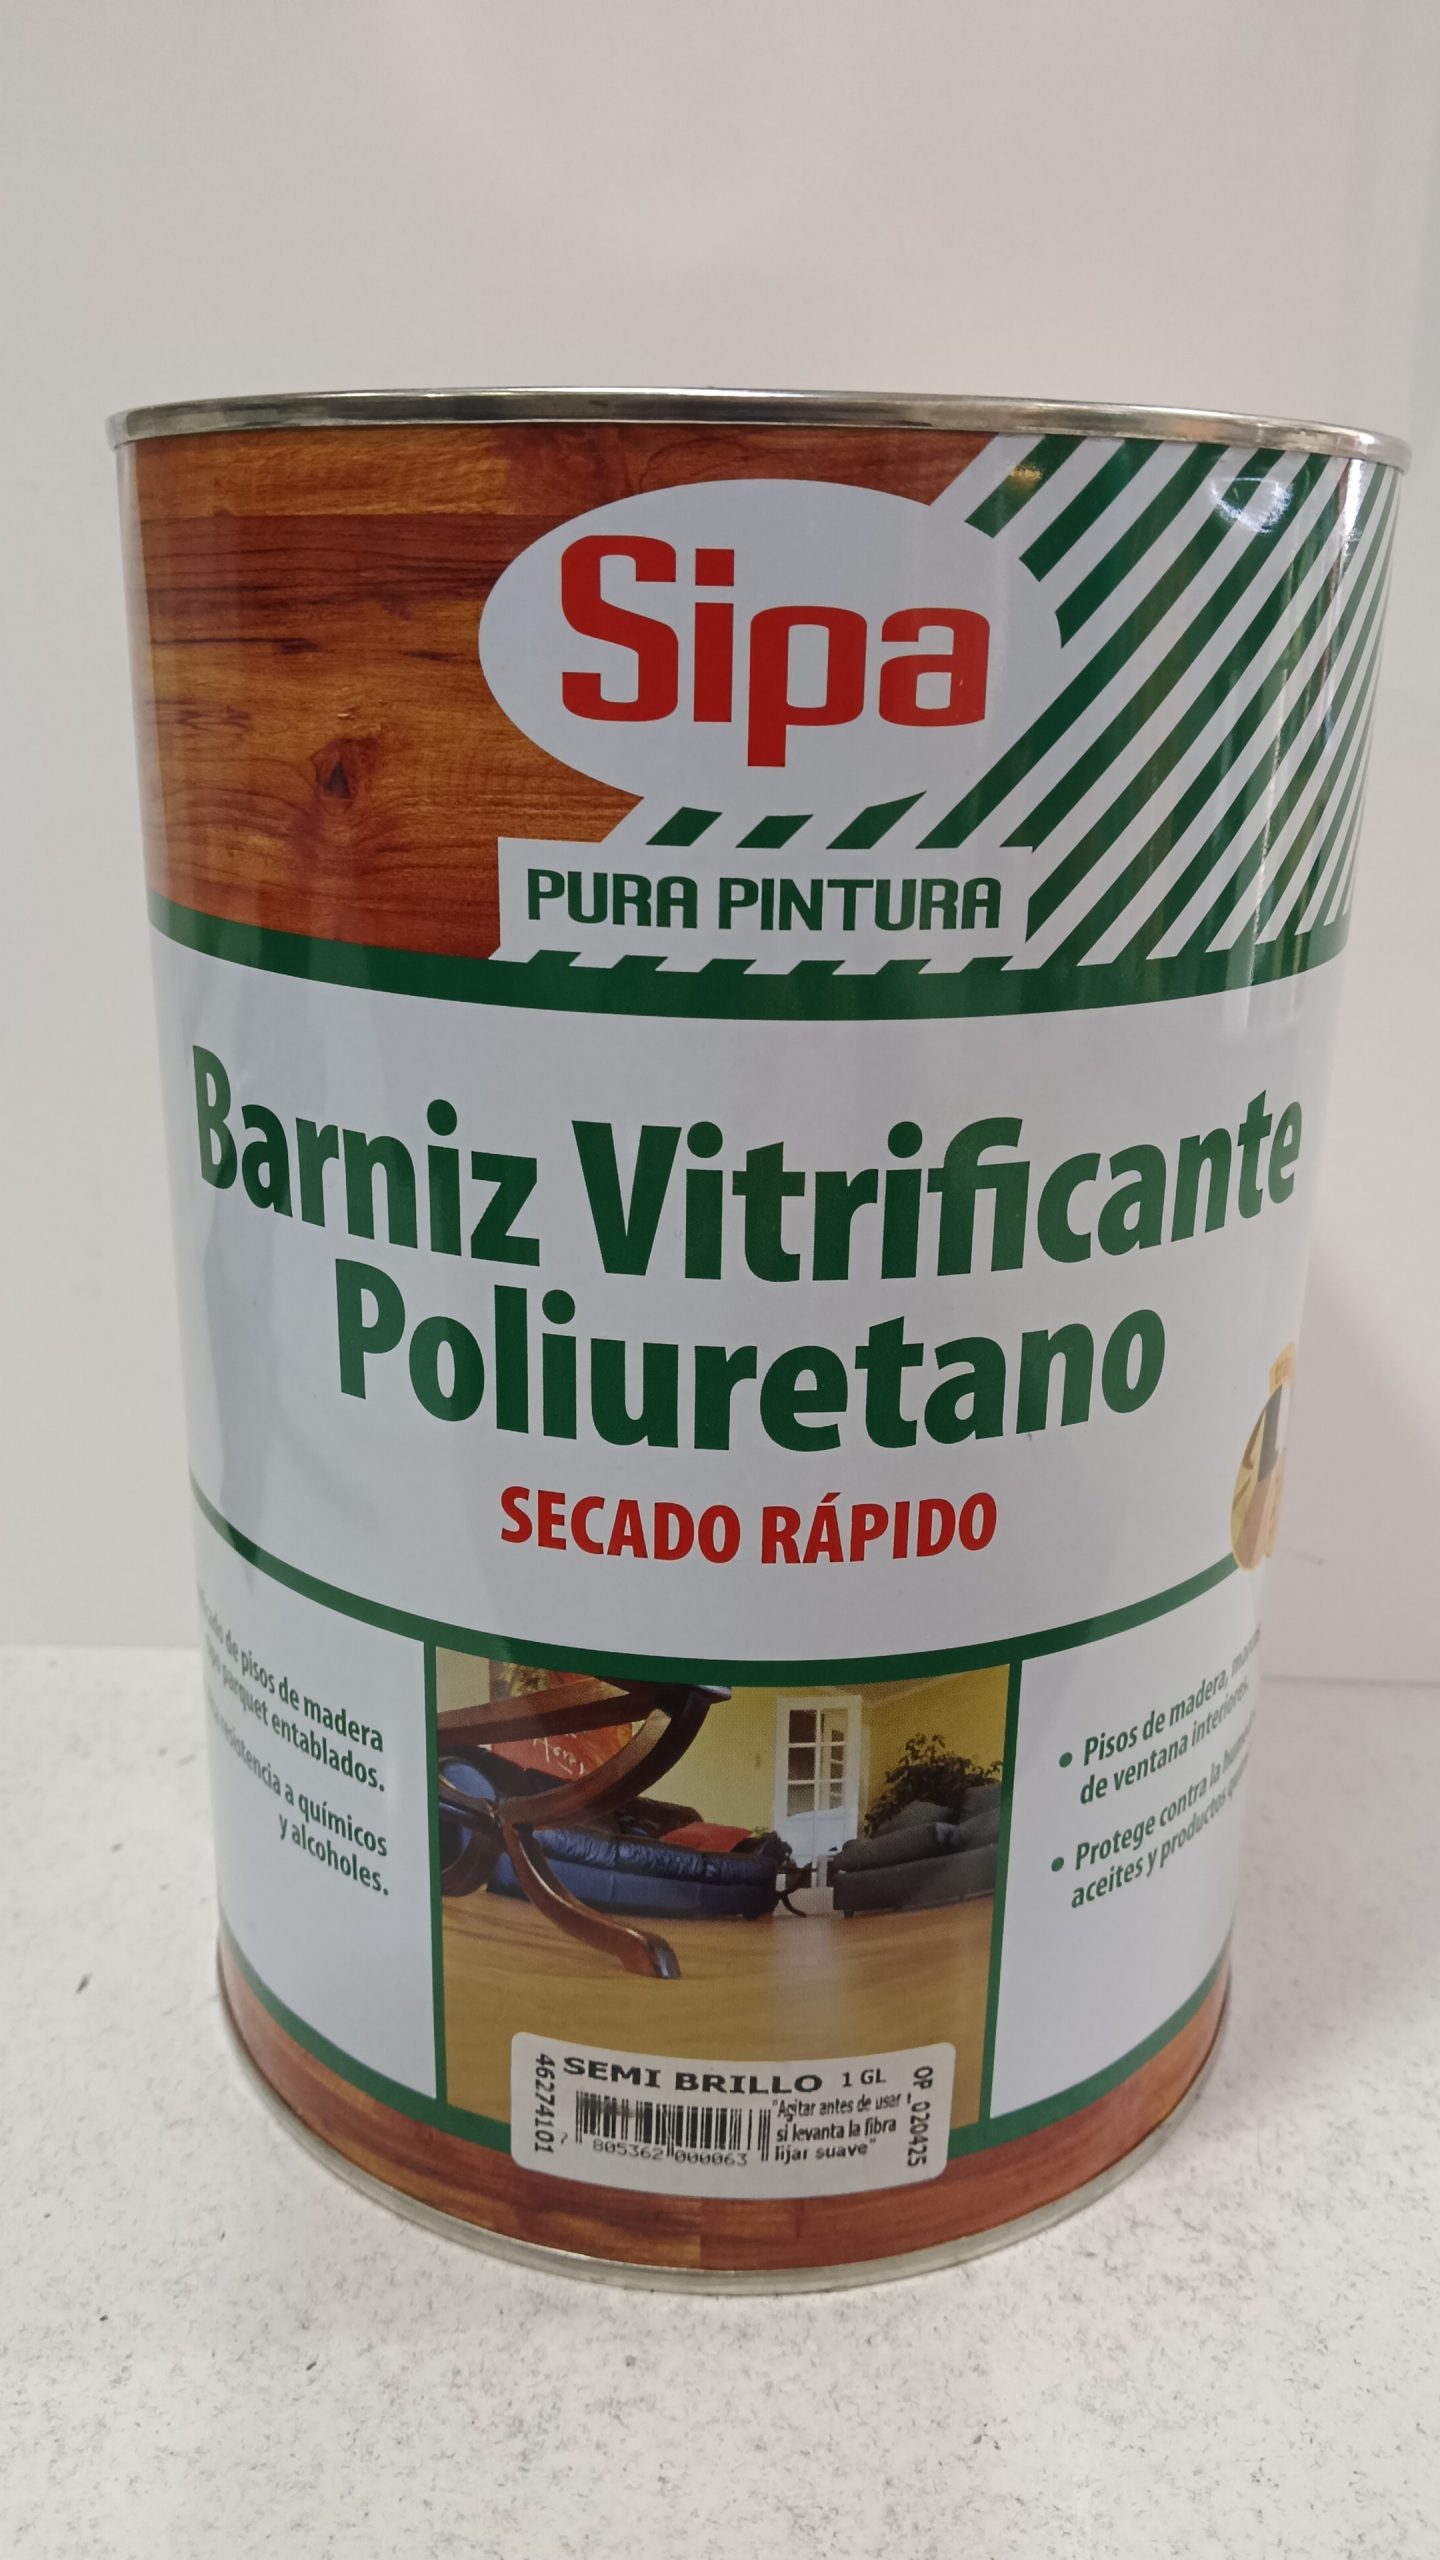 Sipa
PURA PINTURA
Barniz Vitrificante
Poliuretano
SECADO RÁPIDO
de pisos de madera
parquet entablados.
resistencia a químicos
y alcoholes.
• Pisos de madera,
de ventana interiores.
• Protege contra la
aceites y productos
SEMI BRILLO 1 GL
"Agitar antes de usar
si levanta la fibra
lijar suave"
46274101
7 805362 000063
OP 020425